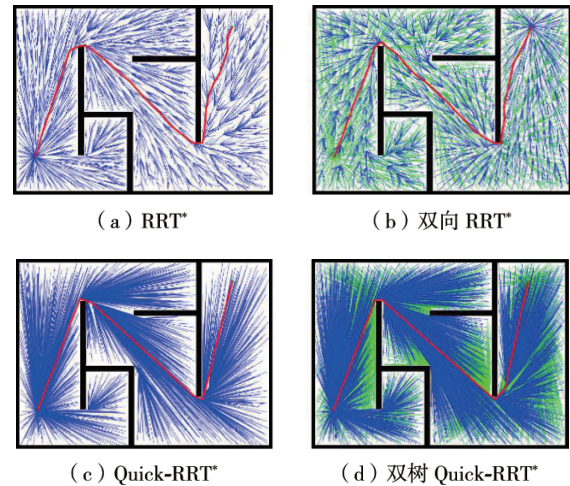 （a）RRT*
（b）双向 RRT*
（c）Quick-RRT*
（d）双树 Quick-RRT*